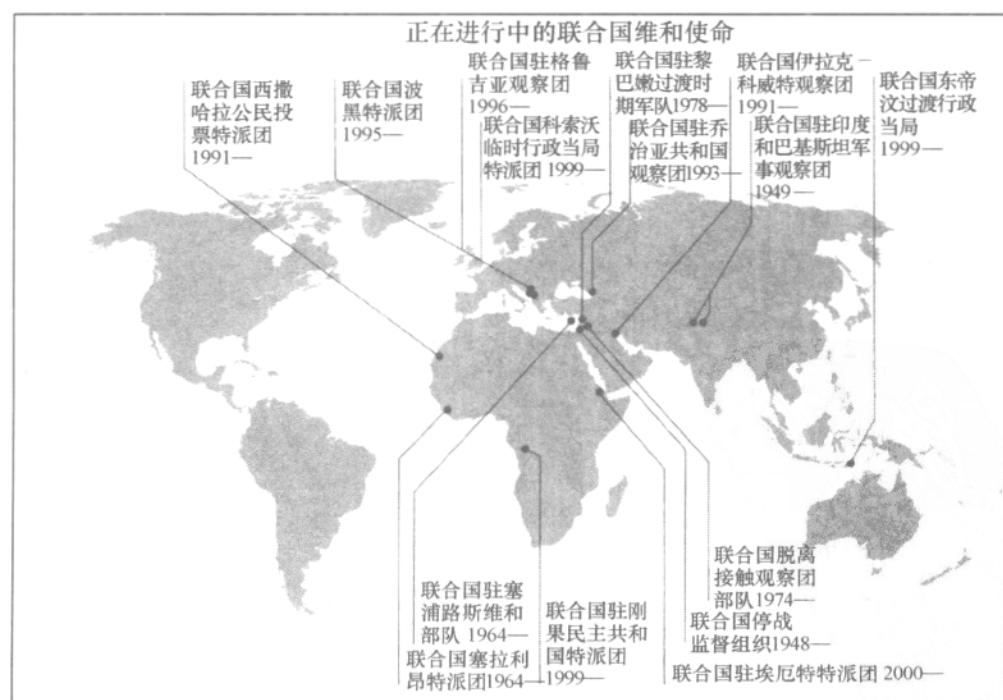 正在进行中的联合国维和使命
联合国西撒
哈拉公民投
票特派团
1991—
联合国波
黑特派团
1995—
联合国驻格鲁
吉亚观察团
1996—
联合国科索沃
临时行政当局
特派团 1999—
联合国驻黎
巴嫩过渡时
期军队1978—
联合国驻乔
治亚共和国
观察团1993—
联合国伊拉克—
科威特观察团
1991—
联合国驻印度
和巴基斯坦军
事观察团
1949—
联合国东帝
汶过渡行政
当局
1999—
联合国驻塞
浦路斯维和
部队 1964—
联合国塞拉利
昂特派团1964—
联合国驻刚
果民主共和
国特派团
1999—
联合国脱离
接触观察团
部队1974—
联合国停战
监督组织1948—
联合国驻埃厄特特派团 2000—